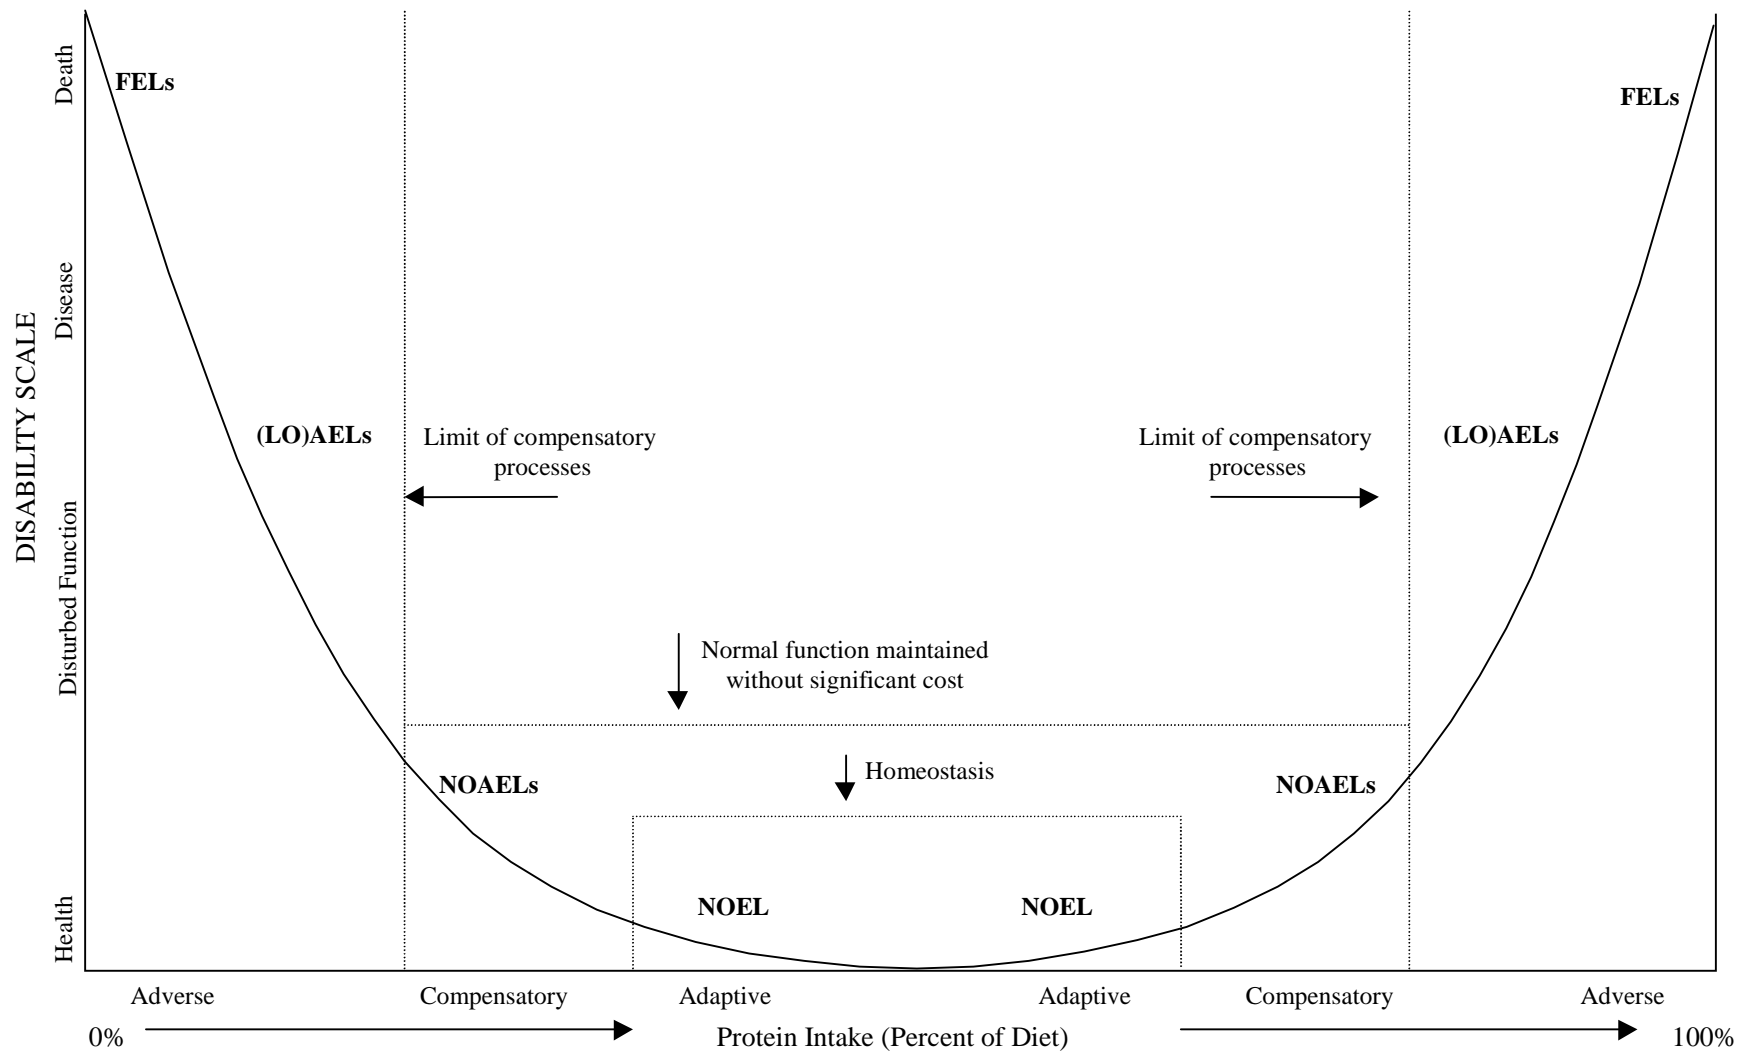 DISABILITY SCALE
Death
Disease
Disturbed Function
Health
FELs
FELs
(LO)AELs
Limit of compensatory
processes
Limit of compensatory
processes
(LO)AELs
Normal function maintained
without significant cost
Homeostasis
NOAELs
NOAELs
NOEL
NOEL
Adverse
Compensatory
Adaptive
Adaptive
Compensatory
Adverse
0%
Protein Intake (Percent of Diet)
100%